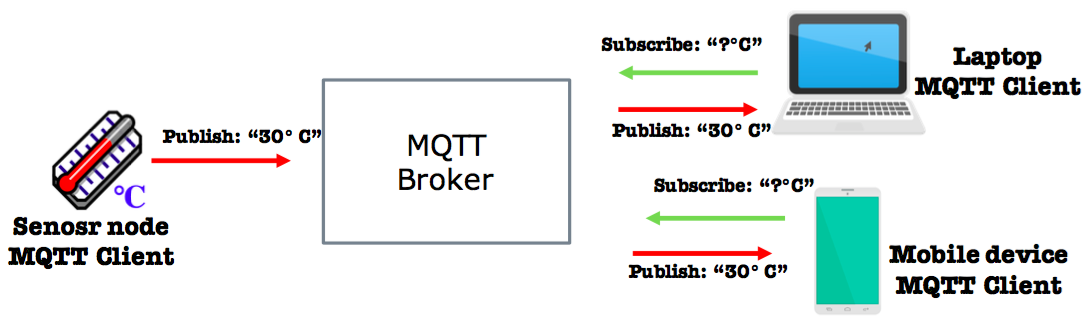 Publish: “30° C”
°C
Senosr node
MQTT Client
MQTT
Broker
Subscribe: “?°C”
Publish: “30° C”
Laptop
MQTT Client
Subscribe: “?°C”
Publish: “30° C”
Mobile device
MQTT Client